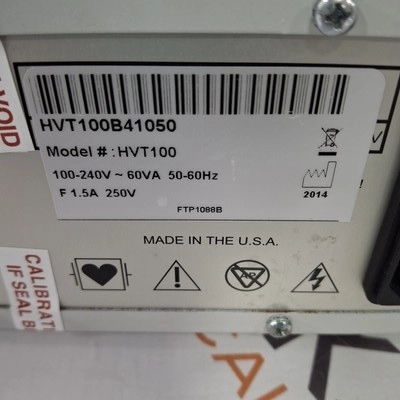 VOID
HVT100B41050
Model # : HVT100
100-240V ~ 60VA 50-60Hz
F 1.5A 250V
2014
FTP1088B
MADE IN THE U.S.A.
AP
IF SEAL